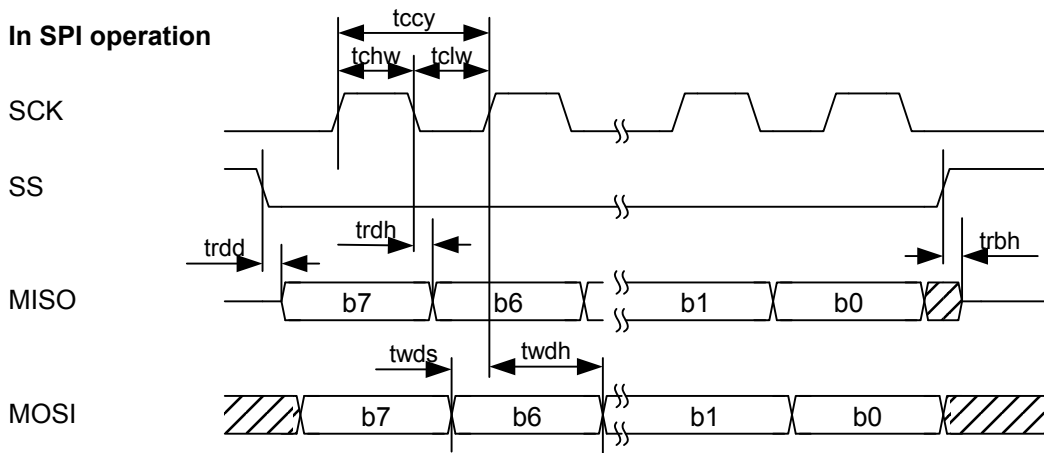 In SPI operation
tccy
tchw tclw
SCK
SS
trdd trdh trbh
MISO b7 b6 b1 b0
twds twdh
MOSI b7 b6 b1 b0